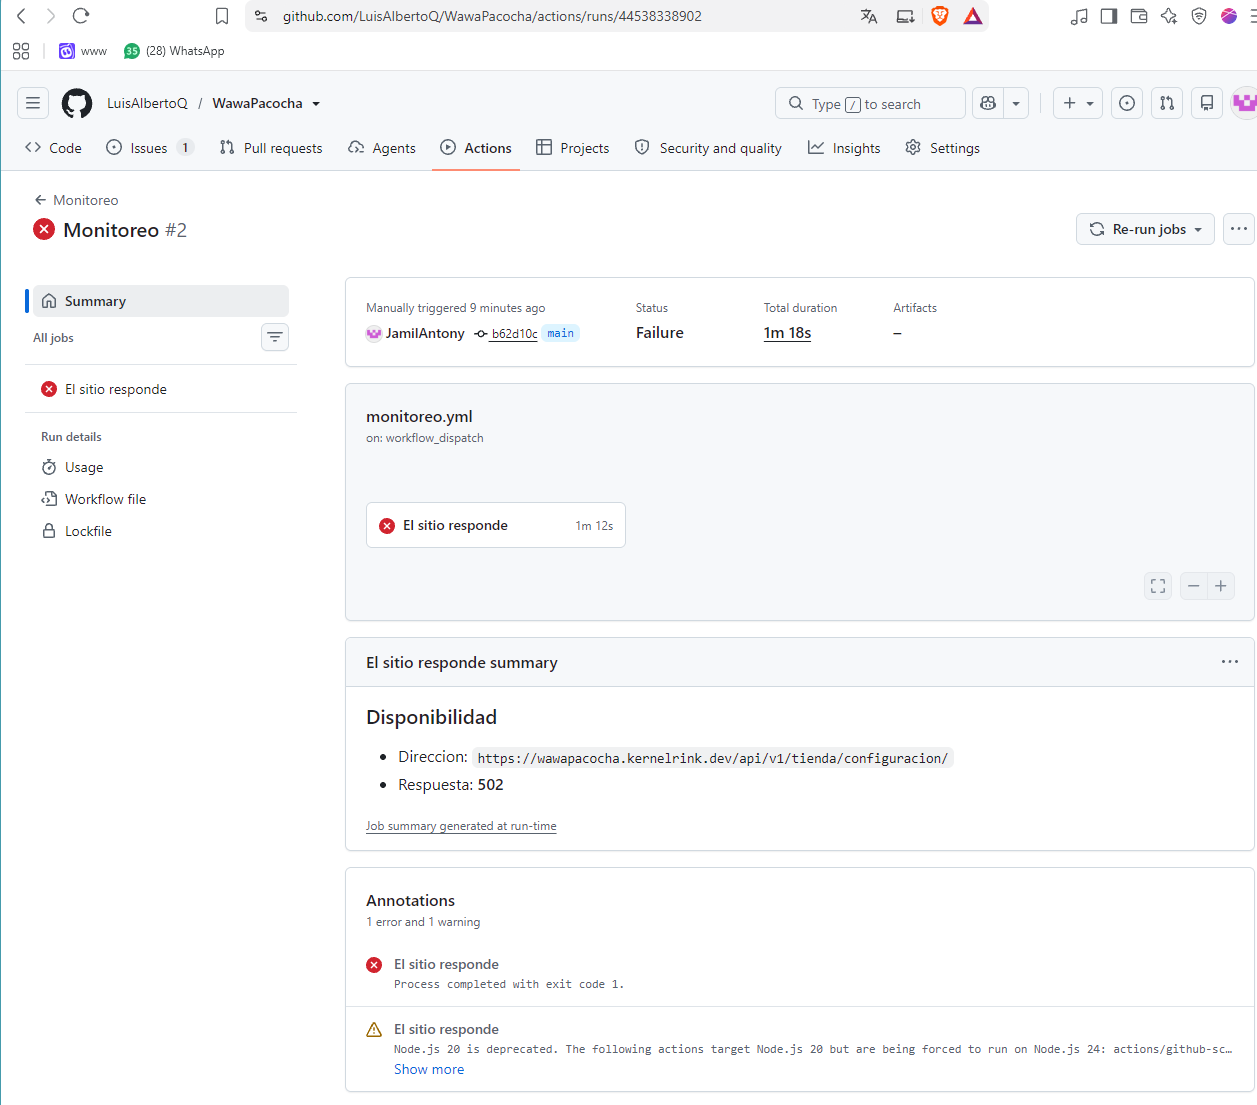 github.com/LuisAlbertoQ/WawaPacocha/actions/runs/44538338902
www
35
(28) WhatsApp
LuisAlbertoQ / WawaPacocha
Type / to search
Code
Issues 1
Pull requests
Agents
Actions
Projects
Security and quality
Insights
Settings
← Monitoreo
Monitoreo #2
Re-run jobs
Summary
All jobs
El sitio responde
Run details
Usage
Workflow file
Lockfile
Manually triggered 9 minutes ago
JamilAntony b62d10c main
Status
Failure
Total duration
1m 18s
Artifacts
–
monitoreo.yml
on: workflow_dispatch
El sitio responde 1m 12s
El sitio responde summary
Disponibilidad
• Direccion: https://wawapacocha.kernelrink.dev/api/v1/tienda/configuracion/
• Respuesta: 502
Job summary generated at run-time
Annotations
1 error and 1 warning
El sitio responde
Process completed with exit code 1.
El sitio responde
Node.js 20 is deprecated. The following actions target Node.js 20 but are being forced to run on Node.js 24: actions/github-sc…
Show more